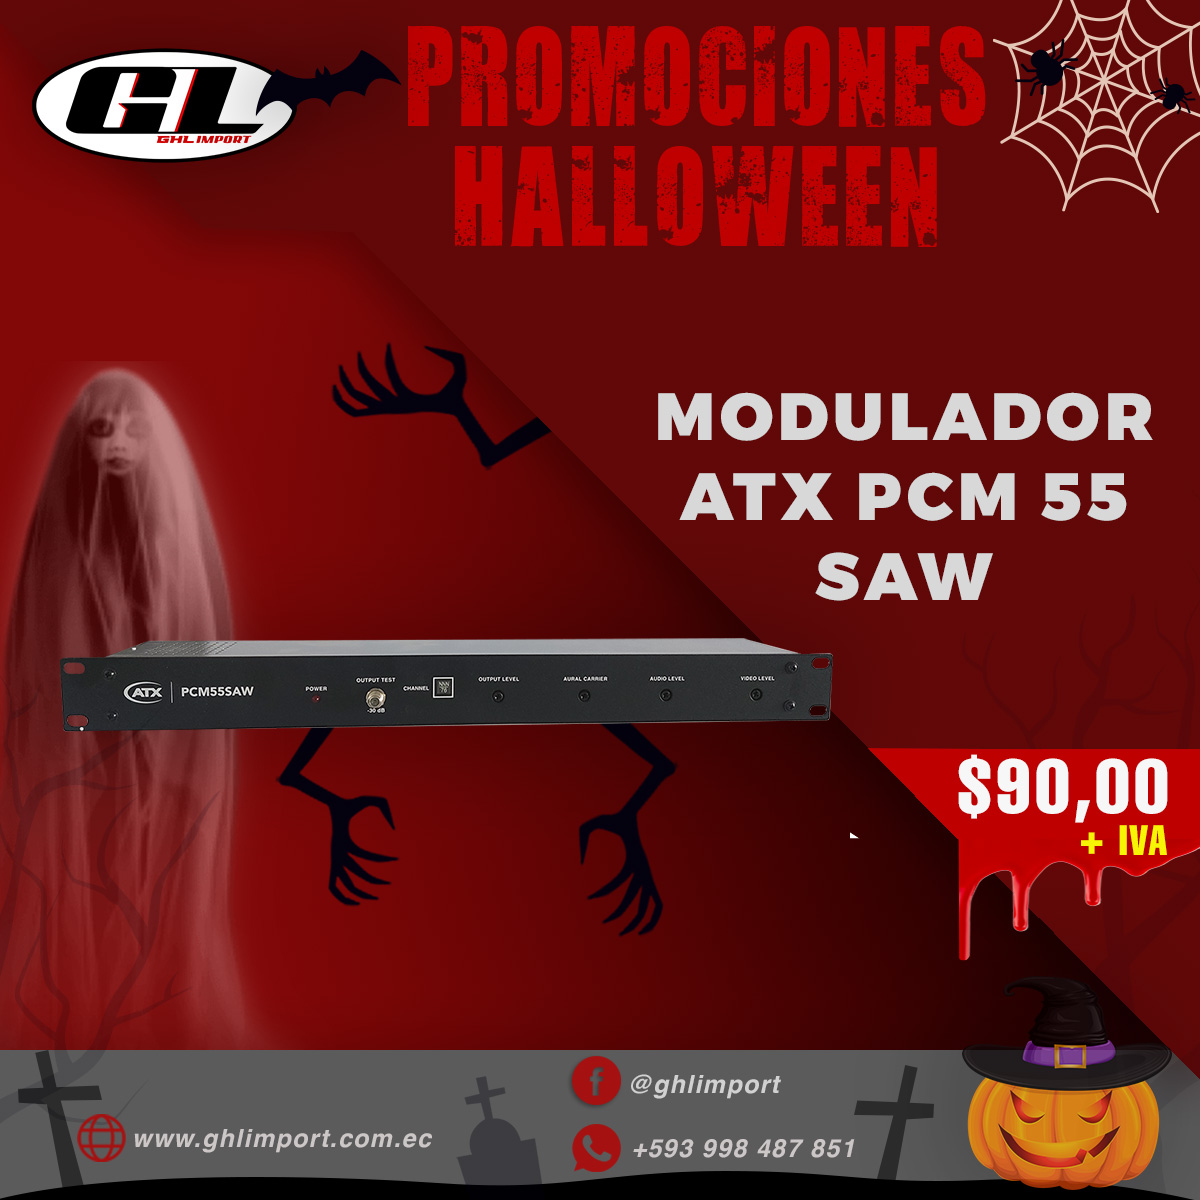 GHL
GHL IMPORT
PROMOCIONES
HALLOWEEN
MODULADOR
ATX PCM 55
SAW
ATX | PCM55SAW
POWER
OUTPUT TEST
-30 dB
CHANNEL
OUTPUT LEVEL
AURAL CARRIER
AUDIO LEVEL
VIDEO LEVEL
$90,00
+ IVA
@ghlimport
www.ghlimport.com.ec
+593 998 487 851